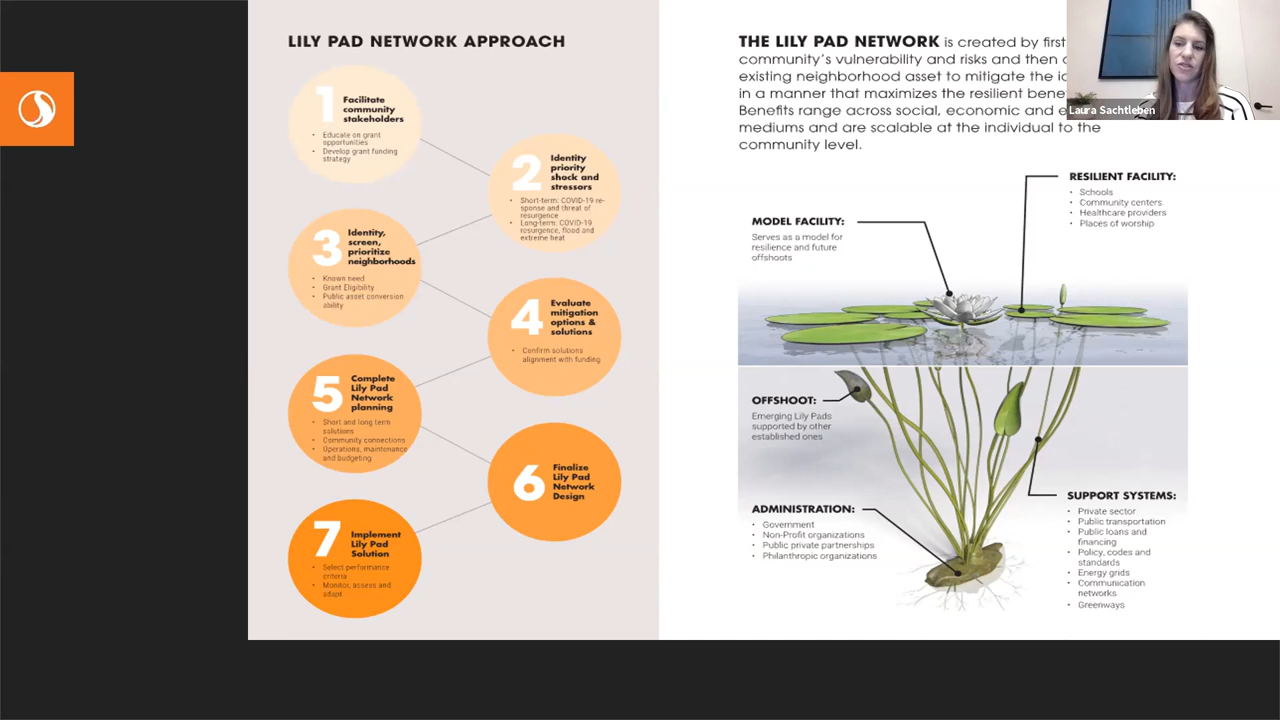 LILY PAD NETWORK APPROACH
1
Facilitate
community
stakeholders
• Educate on grant
opportunities
• Develop grant funding
strategy
2
Identity
priority
shock and
stressors
• Short-term: COVID-19 re-
sponse and threat of
resurgence
• Long-term: COVID-19
resurgence, flood and
extreme heat
3
Identity,
screen,
prioritize
neighborhoods
• Known need
• Grant Eligibility
• Public asset conversion
ability
4
Evaluate
mitigation
options &
solutions
• Confirm solutions
alignment with funding
5
Complete
Lily Pad
Network
planning
• Short and long term
solutions
• Community connections
• Operations, maintenance
and budgeting
6
Finalize
Lily Pad
Network
Design
7
Implement
Lily Pad
Solution
• Select performance
criteria
• Monitor, assess and
adapt
THE LILY PAD NETWORK is created by first
community's vulnerability and risks and then
existing neighborhood asset to mitigate the
in a manner that maximizes the resilient
Benefits range across social, economic and
mediums and are scalable at the individual to the
community level.
Laura Sachtleben
RESILIENT FACILITY:
• Schools
• Community centers
• Healthcare providers
• Places of worship
MODEL FACILITY:
Serves as a model for
resilience and future
offshoots
OFFSHOOT:
Emerging Lily Pads
supported by other
established ones
ADMINISTRATION:
• Government
• Non-Profit organizations
• Public private partnerships
• Philanthropic organizations
SUPPORT SYSTEMS:
• Private sector
• Public transportation
• Public loans and
financing
• Policy, codes and
standards
• Energy grids
• Communication
networks
• Greenways